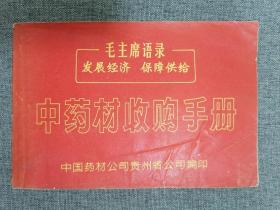 毛主席语录
发展经济 保障供给
中药材收购手册
中国药材公司贵州省公司编印